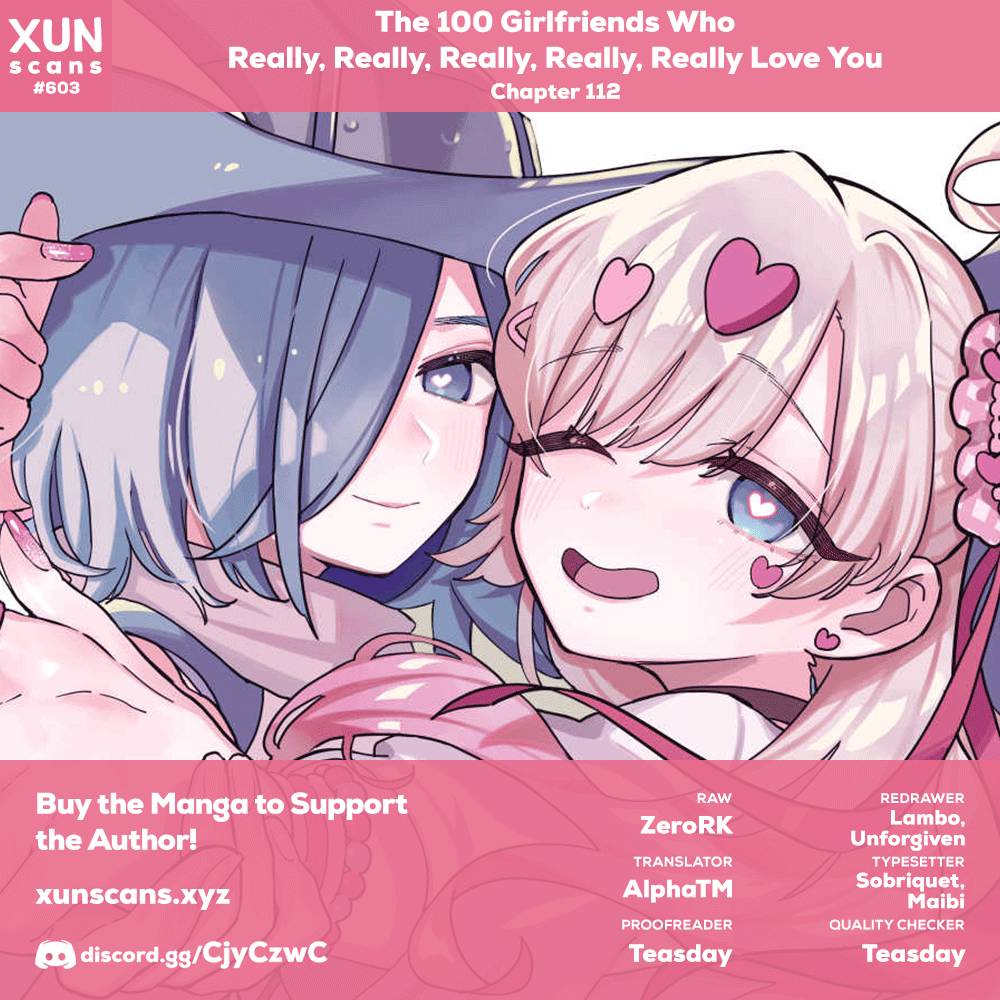 XUN
scans
#603
The 100 Girlfriends Who
Really, Really, Really, Really, Really Love You
Chapter 112
Buy the Manga to Support
the Author!
xunscans.xyz
discord.gg/CjyCzwC
RAW
ZeroRK
TRANSLATOR
AlphaTM
PROOFREADER
Teasday
REDRAWER
Lambo,
Unforgiven
TYPESETTER
Sobriquet,
Maibi
QUALITY CHECKER
Teasday